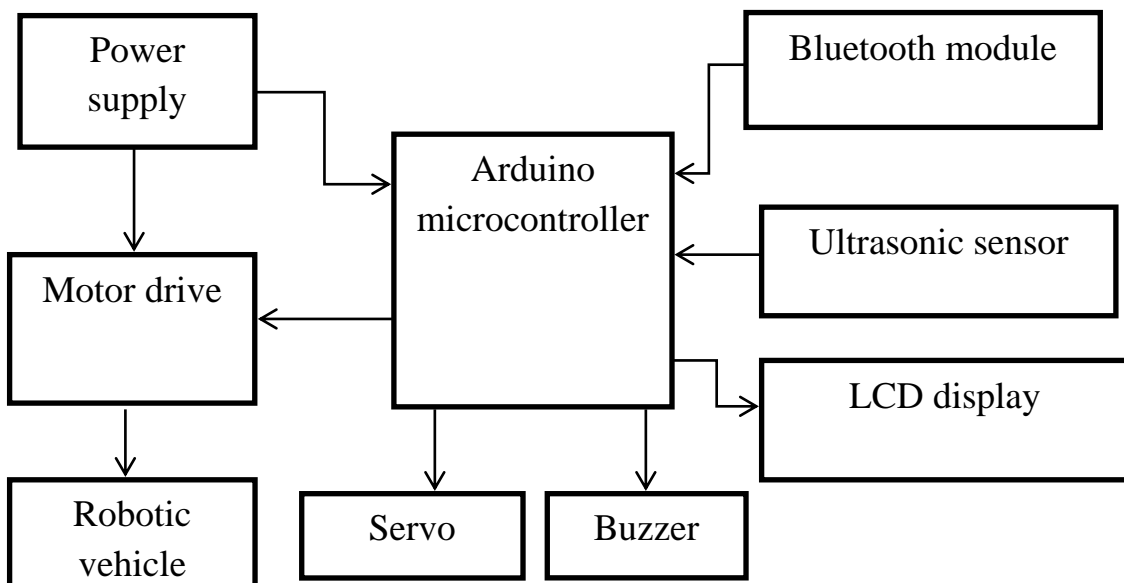 Power
supply
Bluetooth module
Arduino
microcontroller
Ultrasonic sensor
Motor drive
LCD display
Robotic
vehicle
Servo
Buzzer